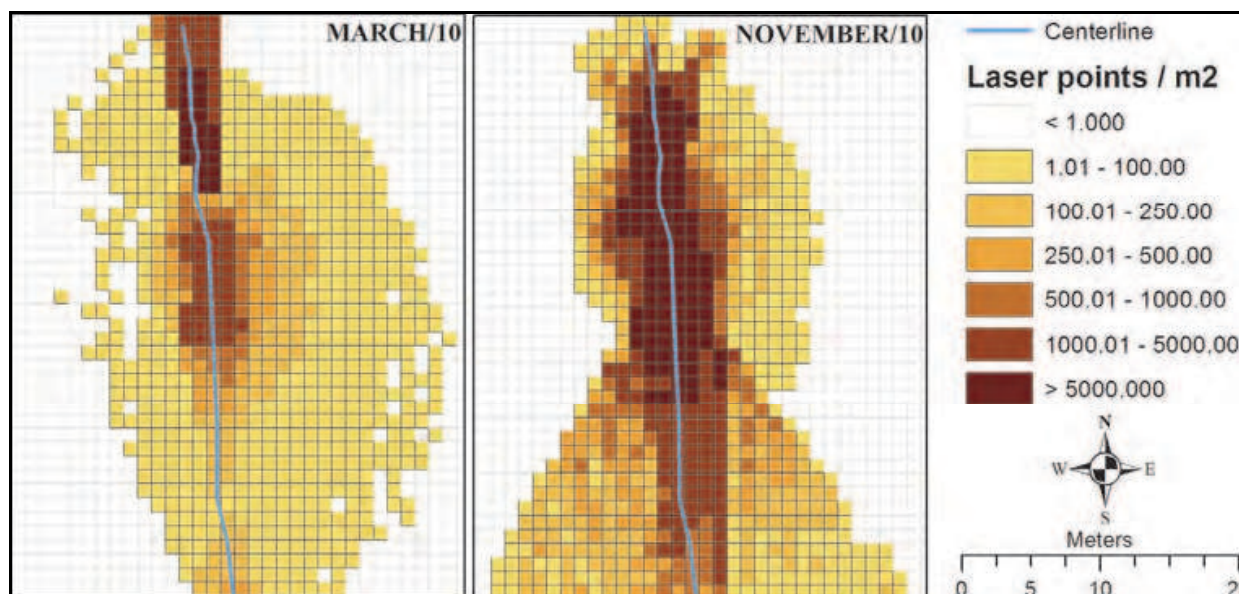 MARCH/10
NOVEMBER/10
Centerline
Laser points / m2
< 1.000
1.01 - 100.00
100.01 - 250.00
250.01 - 500.00
500.01 - 1000.00
1000.01 - 5000,00
> 5000,000
N
W E
S
Meters
0 5 10 2